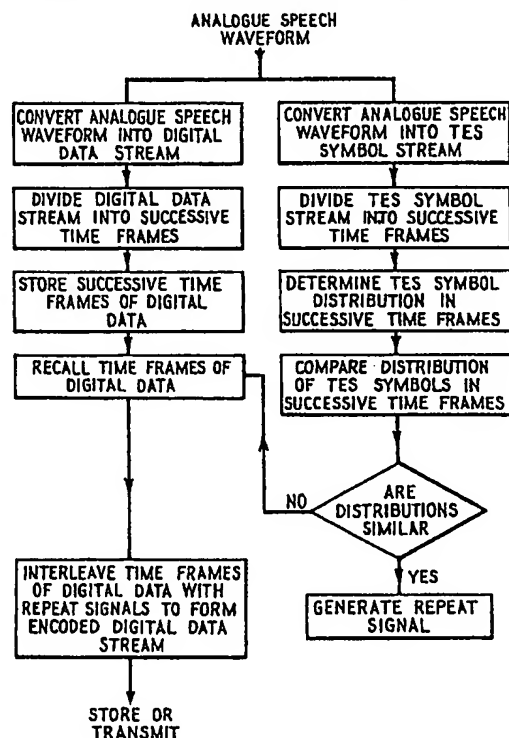 ANALOGUE SPEECH
WAVEFORM
CONVERT ANALOGUE SPEECH
WAVEFORM INTO DIGITAL
DATA STREAM
DIVIDE DIGITAL DATA
STREAM INTO SUCCESSIVE
TIME FRAMES
STORE SUCCESSIVE TIME
FRAMES OF DIGITAL
DATA
RECALL TIME FRAMES OF
DIGITAL DATA
INTERLEAVE TIME FRAMES
OF DIGITAL DATA WITH
REPEAT SIGNALS TO FORM
ENCODED DIGITAL DATA
STREAM
STORE OR
TRANSMIT
CONVERT ANALOGUE SPEECH
WAVEFORM INTO TES
SYMBOL STREAM
DIVIDE TES SYMBOL
STREAM INTO SUCCESSIVE
TIME FRAMES
DETERMINE TES SYMBOL
DISTRIBUTION IN
SUCCESSIVE TIME FRAMES
COMPARE DISTRIBUTION
OF TES SYMBOLS IN
SUCCESSIVE TIME FRAMES
ARE
DISTRIBUTIONS
SIMILAR
NO
YES
GENERATE REPEAT
SIGNAL